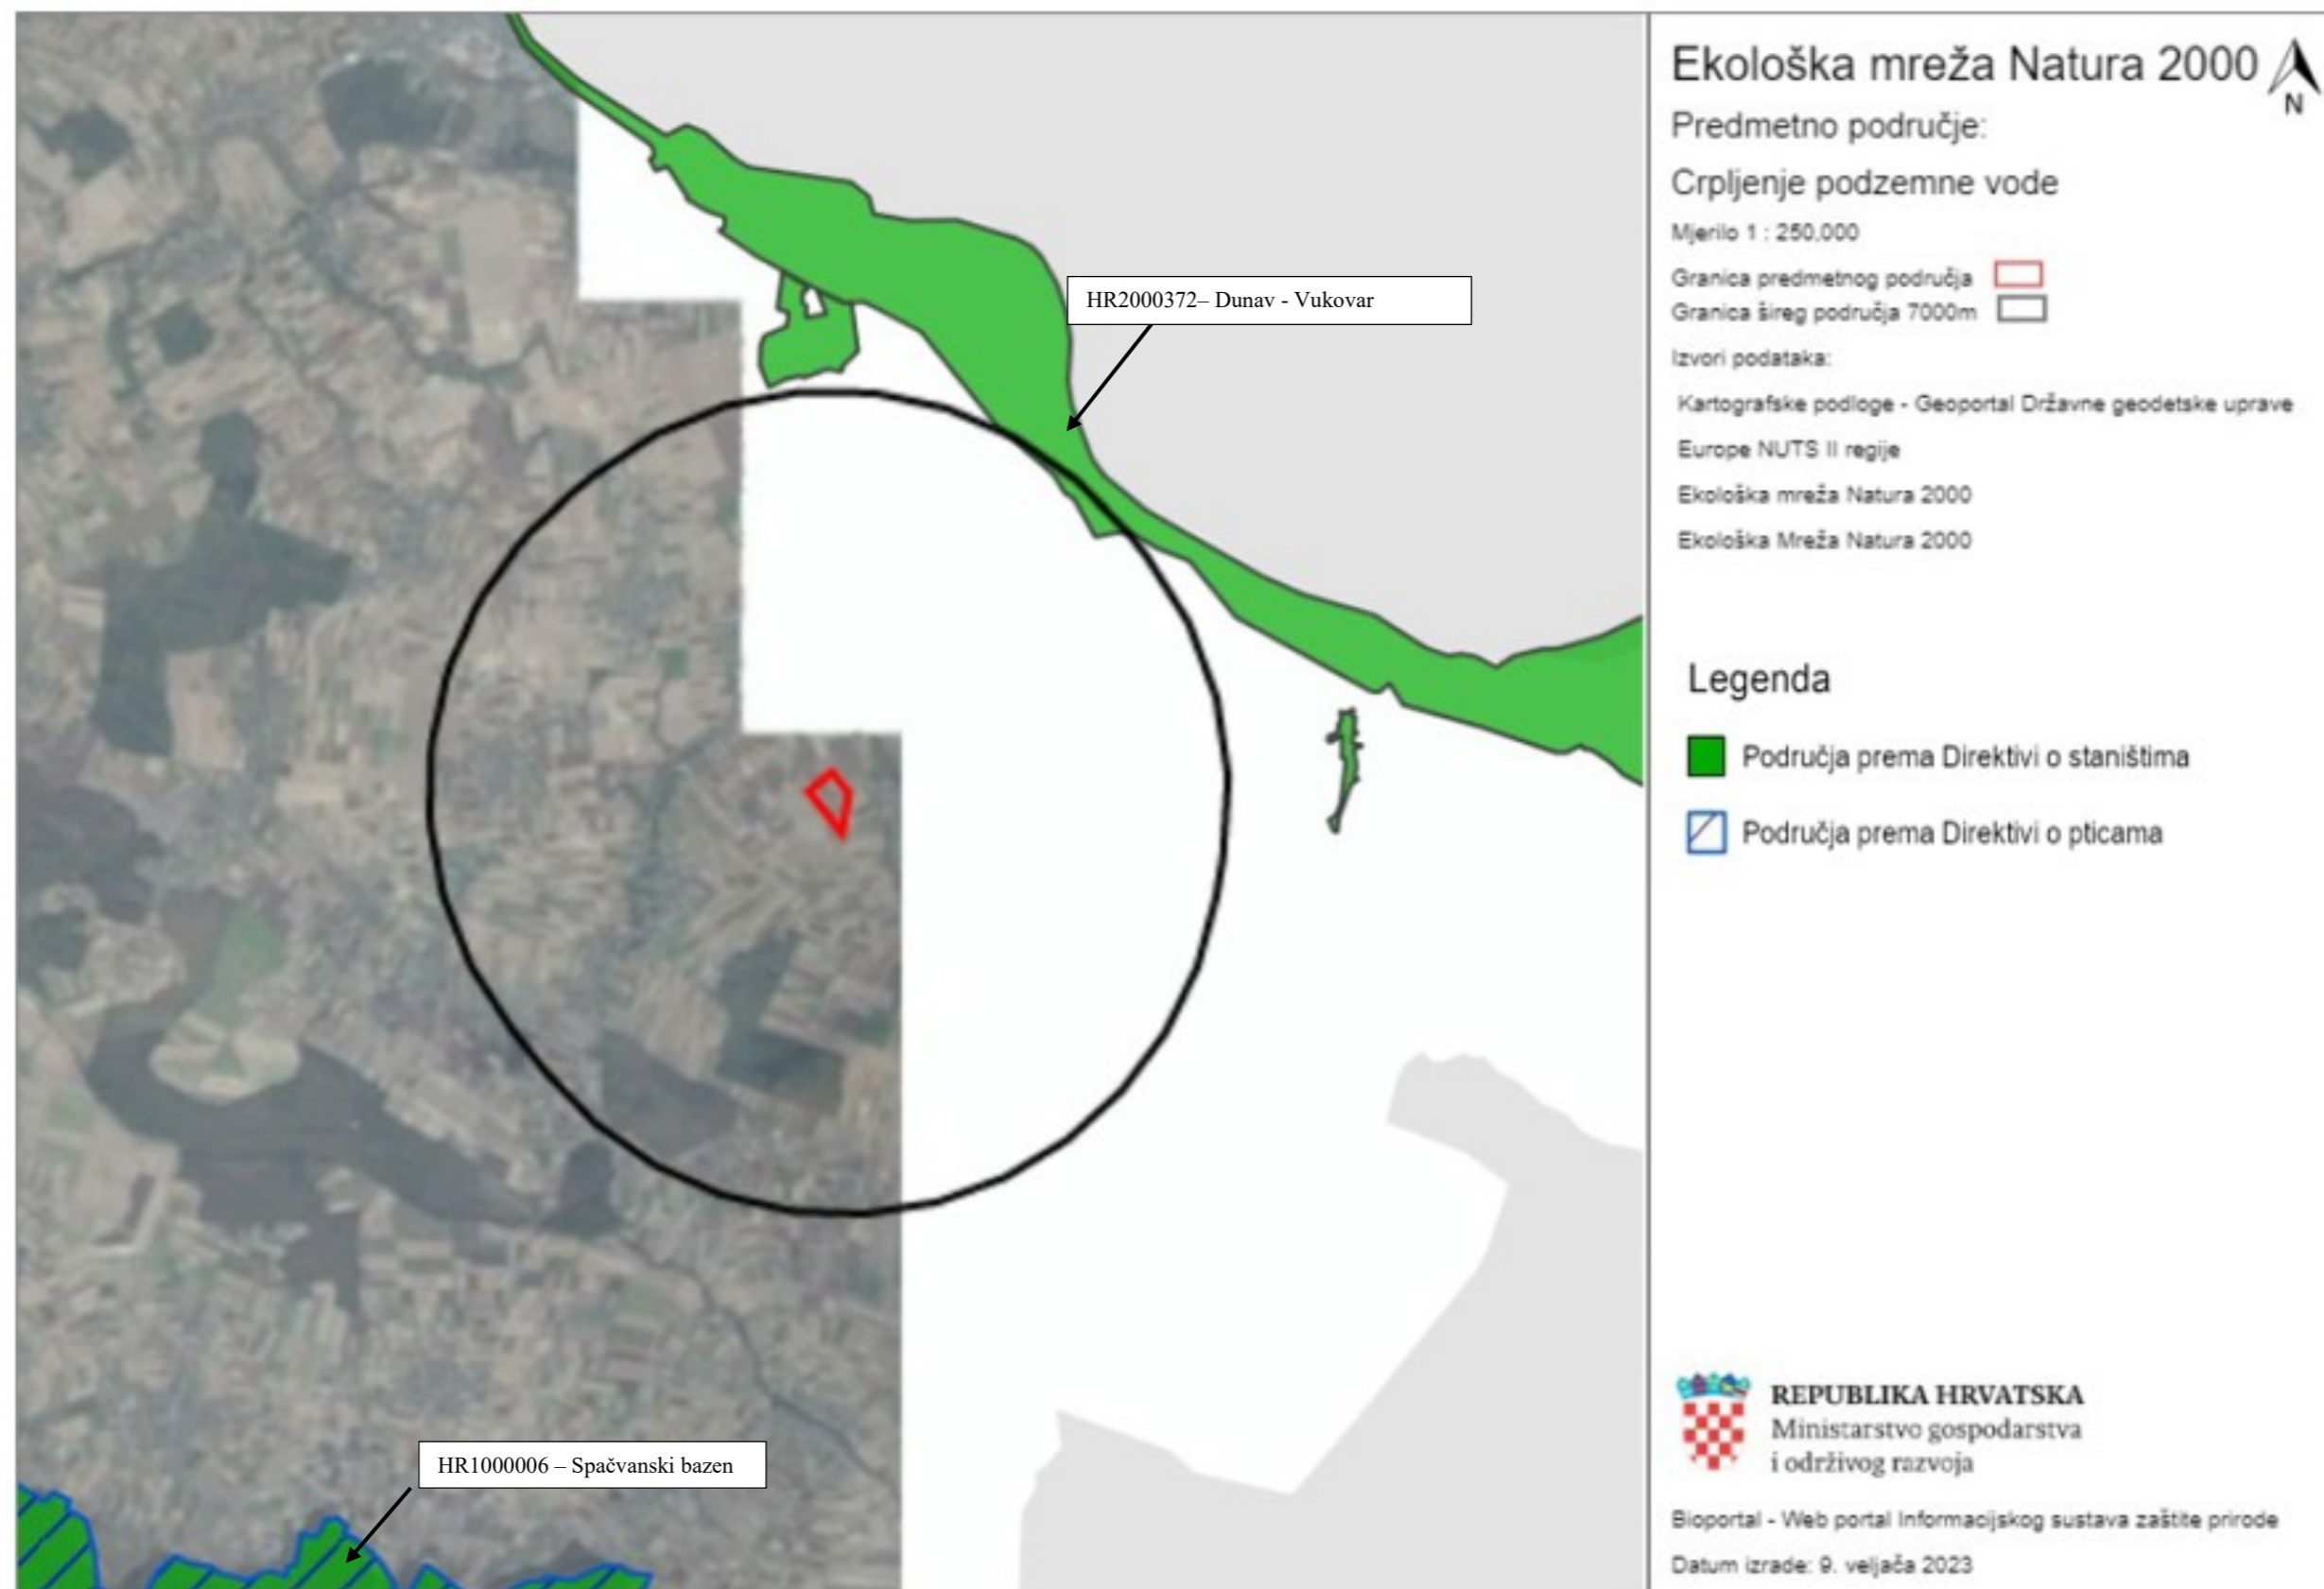 Ekološka mreža Natura 2000
N
Predmetno područje:
Crpljenje podzemne vode
Mjerilo 1 : 250.000
Granica predmetnog područja
Granica šireg područja 7000m
Izvori podataka:
Kartografske podloge - Geoportal Državne geodetske uprave
Europe NUTS II regije
Ekološka mreža Natura 2000
Ekološka Mreža Natura 2000
Legenda
Područja prema Direktivi o staništima
Područja prema Direktivi o pticama
HR2000372– Dunav - Vukovar
HR1000006 – Spačvanski bazen
REPUBLIKA HRVATSKA
Ministarstvo gospodarstva
i održivog razvoja
Bioportal - Web portal Informacijskog sustava zaštite prirode
Datum izrade: 9. veljača 2023